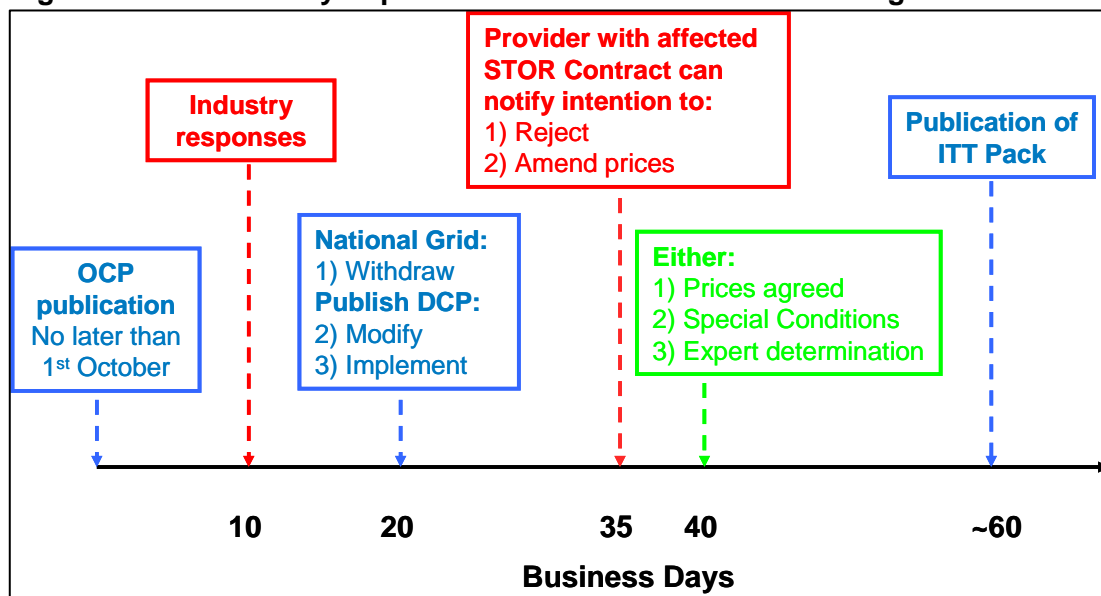 Industry
responses
Provider with affected
STOR Contract can
notify intention to:
1) Reject
2) Amend prices
Publication of
ITT Pack
OCP
publication
No later than
1st October
National Grid:
1) Withdraw
Publish DCP:
2) Modify
3) Implement
Either:
1) Prices agreed
2) Special Conditions
3) Expert determination
10 20 35 40 ~60
Business Days